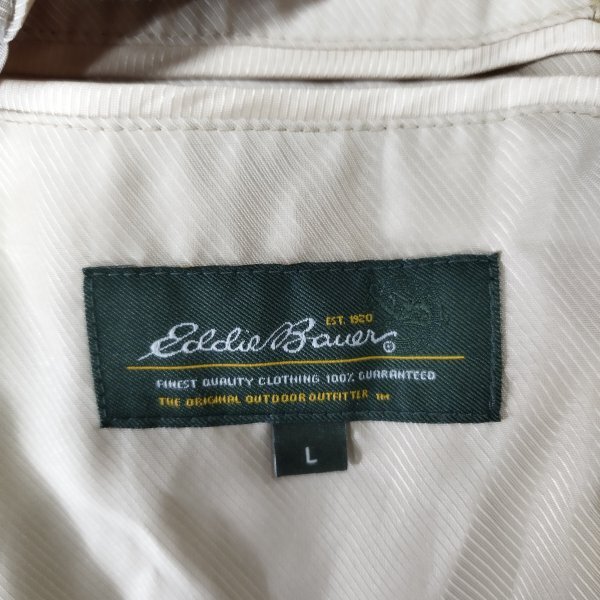 EST. 1920
Eddie Bauer®
FINEST QUALITY CLOTHING 100% GUARANTEED
THE ORIGINAL OUTDOOR OUTFITTER TM
L